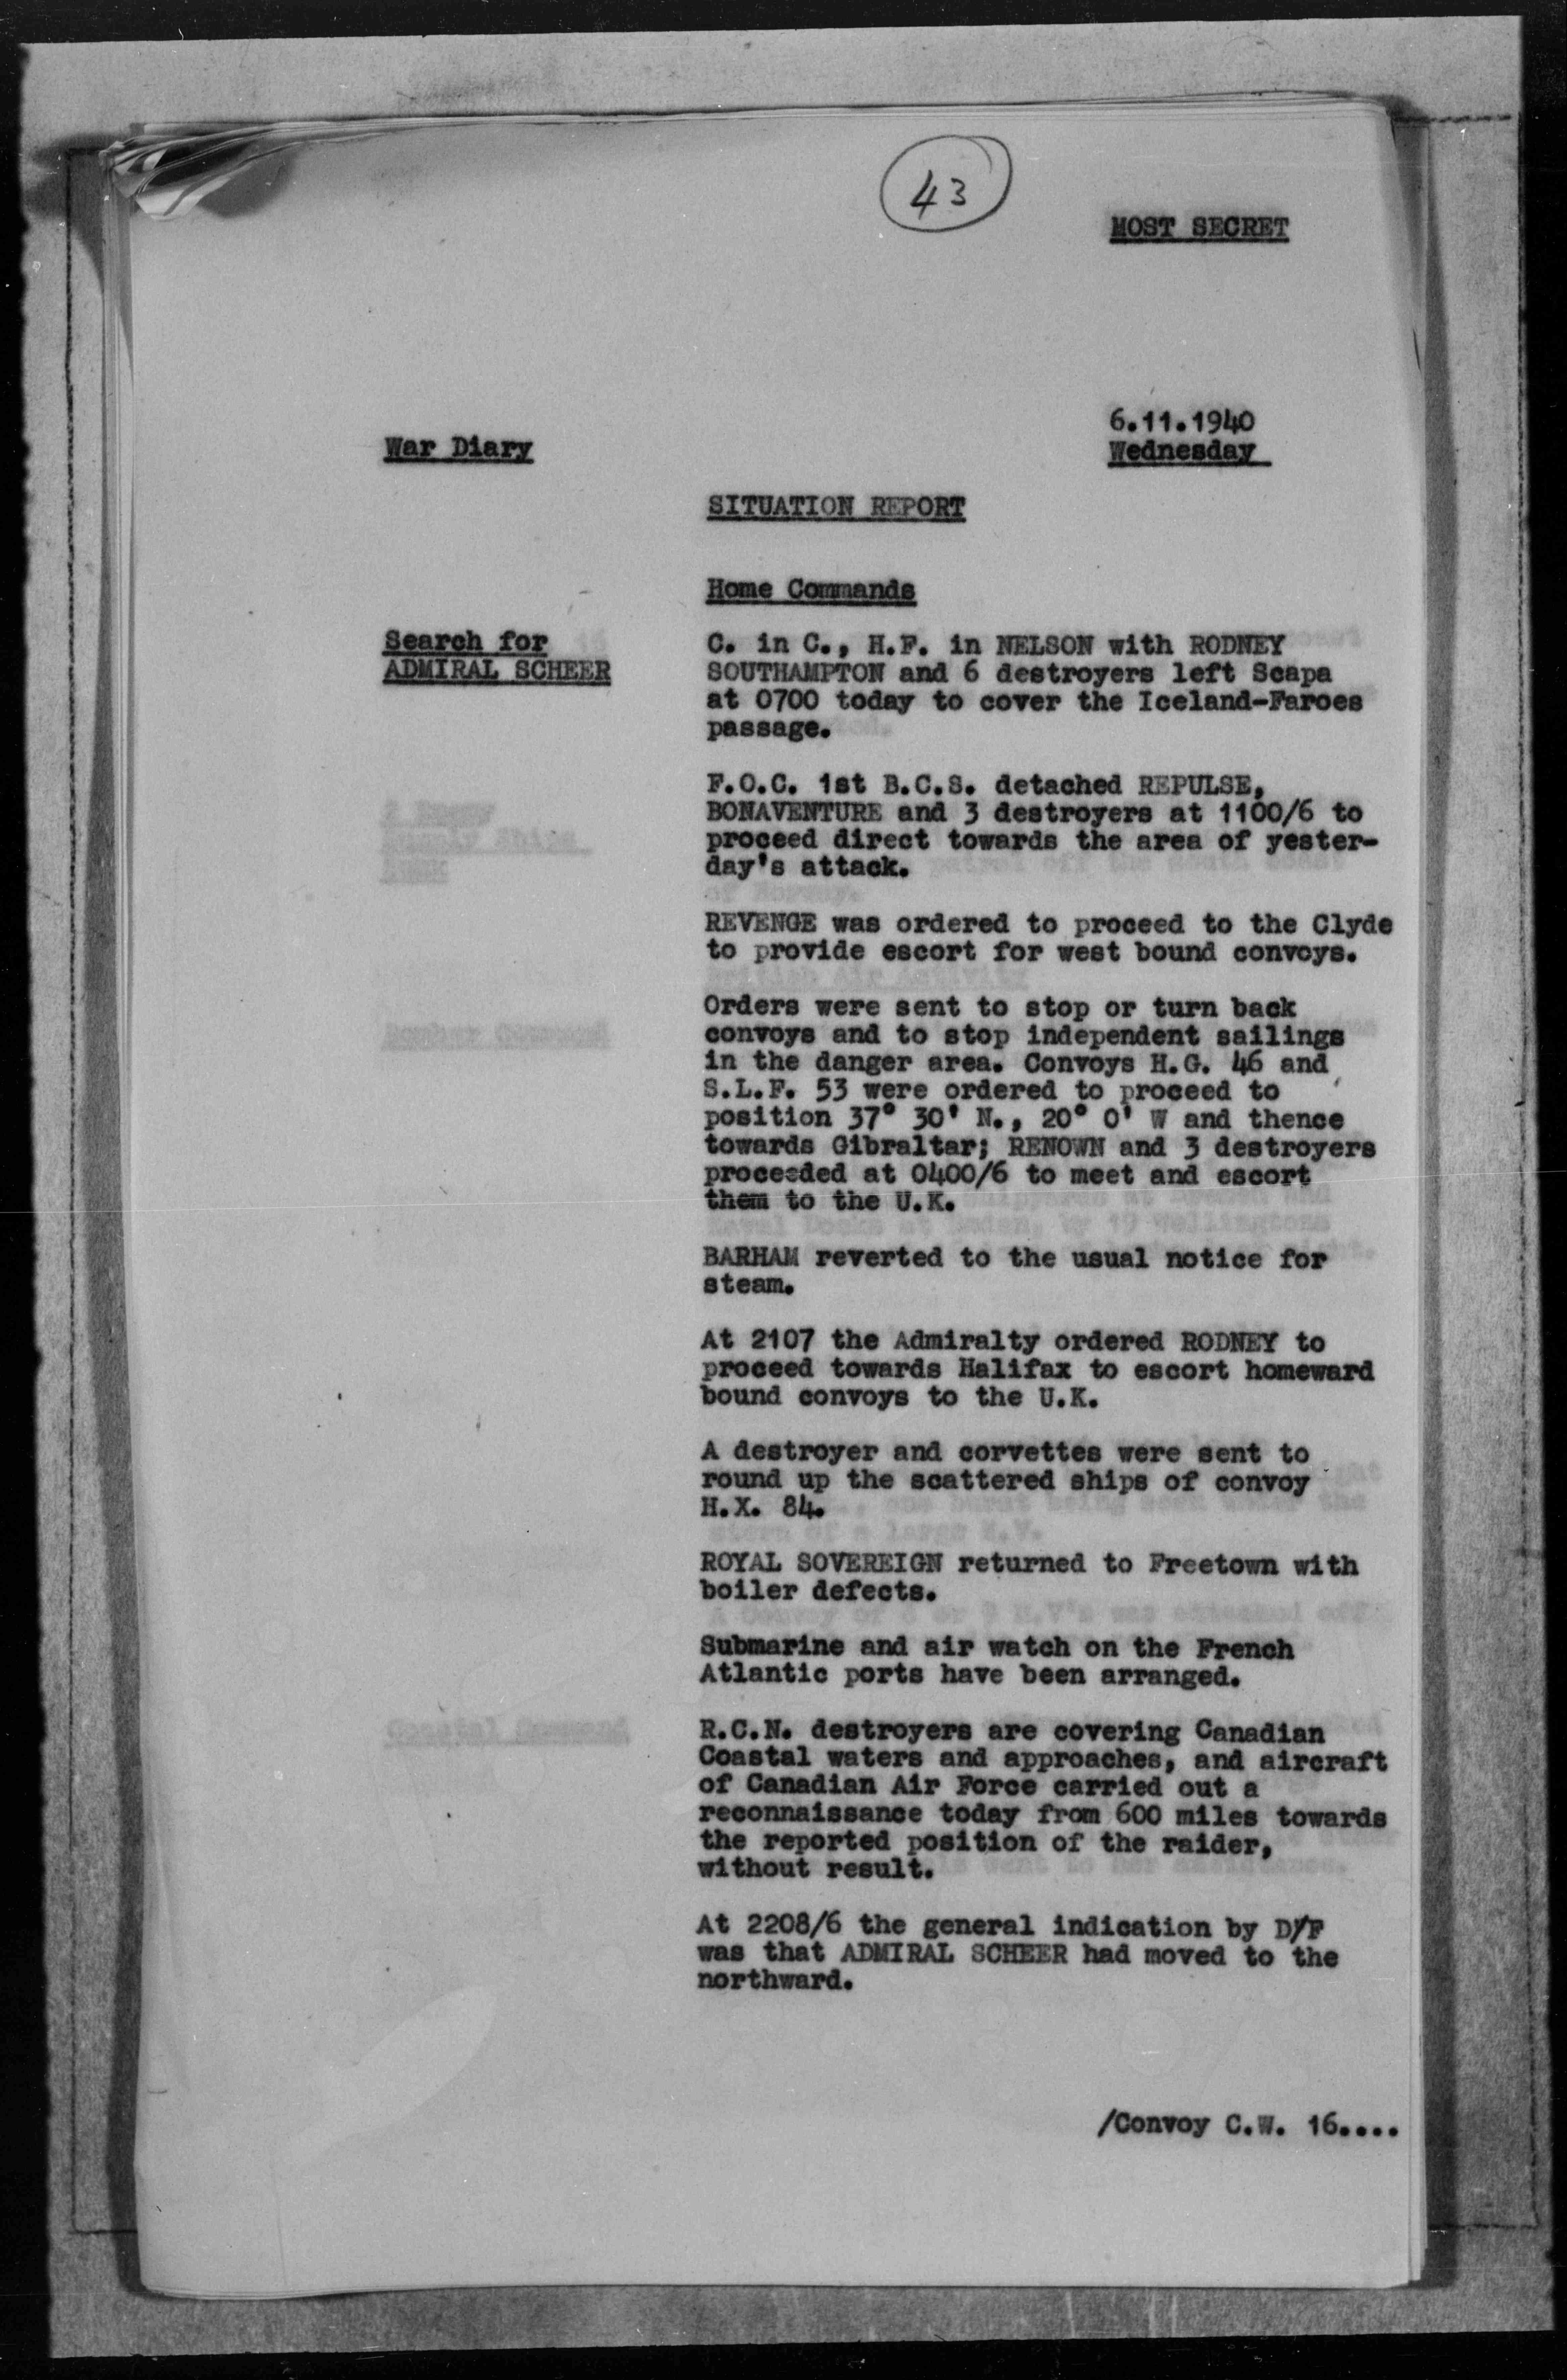 43
MOST SECRET
6.11.1940
War Diary
Wednesday
SITUATION REPORT
Home Commands
Search for
ADMIRAL SCHEER
C. in C., H.F. in NELSON with RODNEY
SOUTHAMPTON and 6 destroyers left Scapa
at 0700 today to cover the Iceland-Faroes
passage.
F.O.C. 1st B.C.S. detached REPULSE,
BONAVENTURE and 3 destroyers at 1100/6 to
proceed direct towards the area of yester-
day's attack.
REVENGE was ordered to proceed to the Clyde
to provide escort for west bound convoys.
Orders were sent to stop or turn back
convoys and to stop independent sailings
in the danger area. Convoys H.G. 46 and
S.L.F. 53 were ordered to proceed to
position 37° 30' N., 20° 0' W and thence
towards Gibraltar; RENOWN and 3 destroyers
proceeded at 0400/6 to meet and escort
them to the U.K.
BARHAM reverted to the usual notice for
steam.
At 2107 the Admiralty ordered RODNEY to
proceed towards Halifax to escort homeward
bound convoys to the U.K.
A destroyer and corvettes were sent to
round up the scattered ships of convoy
H.X. 84.
ROYAL SOVEREIGN returned to Freetown with
boiler defects.
Submarine and air watch on the French
Atlantic ports have been arranged.
R.C.N. destroyers are covering Canadian
Coastal waters and approaches, and aircraft
of Canadian Air Force carried out a
reconnaissance today from 600 miles towards
the reported position of the raider,
without result.
At 2208/6 the general indication by D/F
was that ADMIRAL SCHEER had moved to the
northward.
/Convoy C.W. 16....